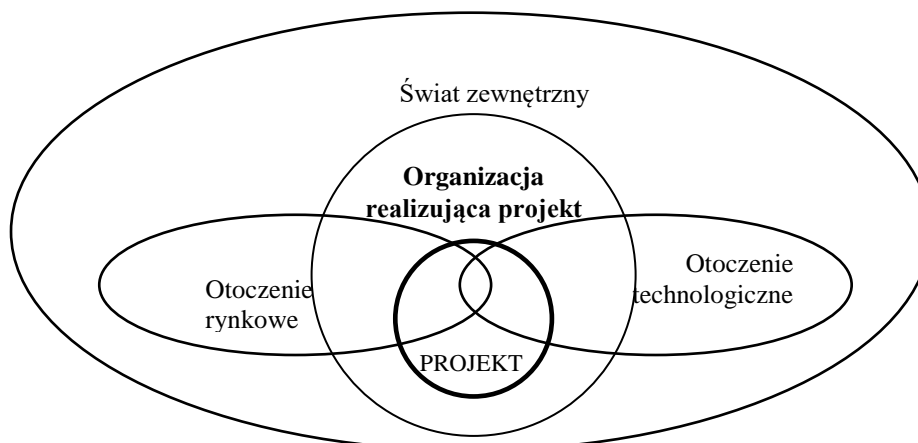 Świat zewnętrzny
Organizacja
realizująca projekt
Otoczenie
rynkowe
Otoczenie
technologiczne
PROJEKT